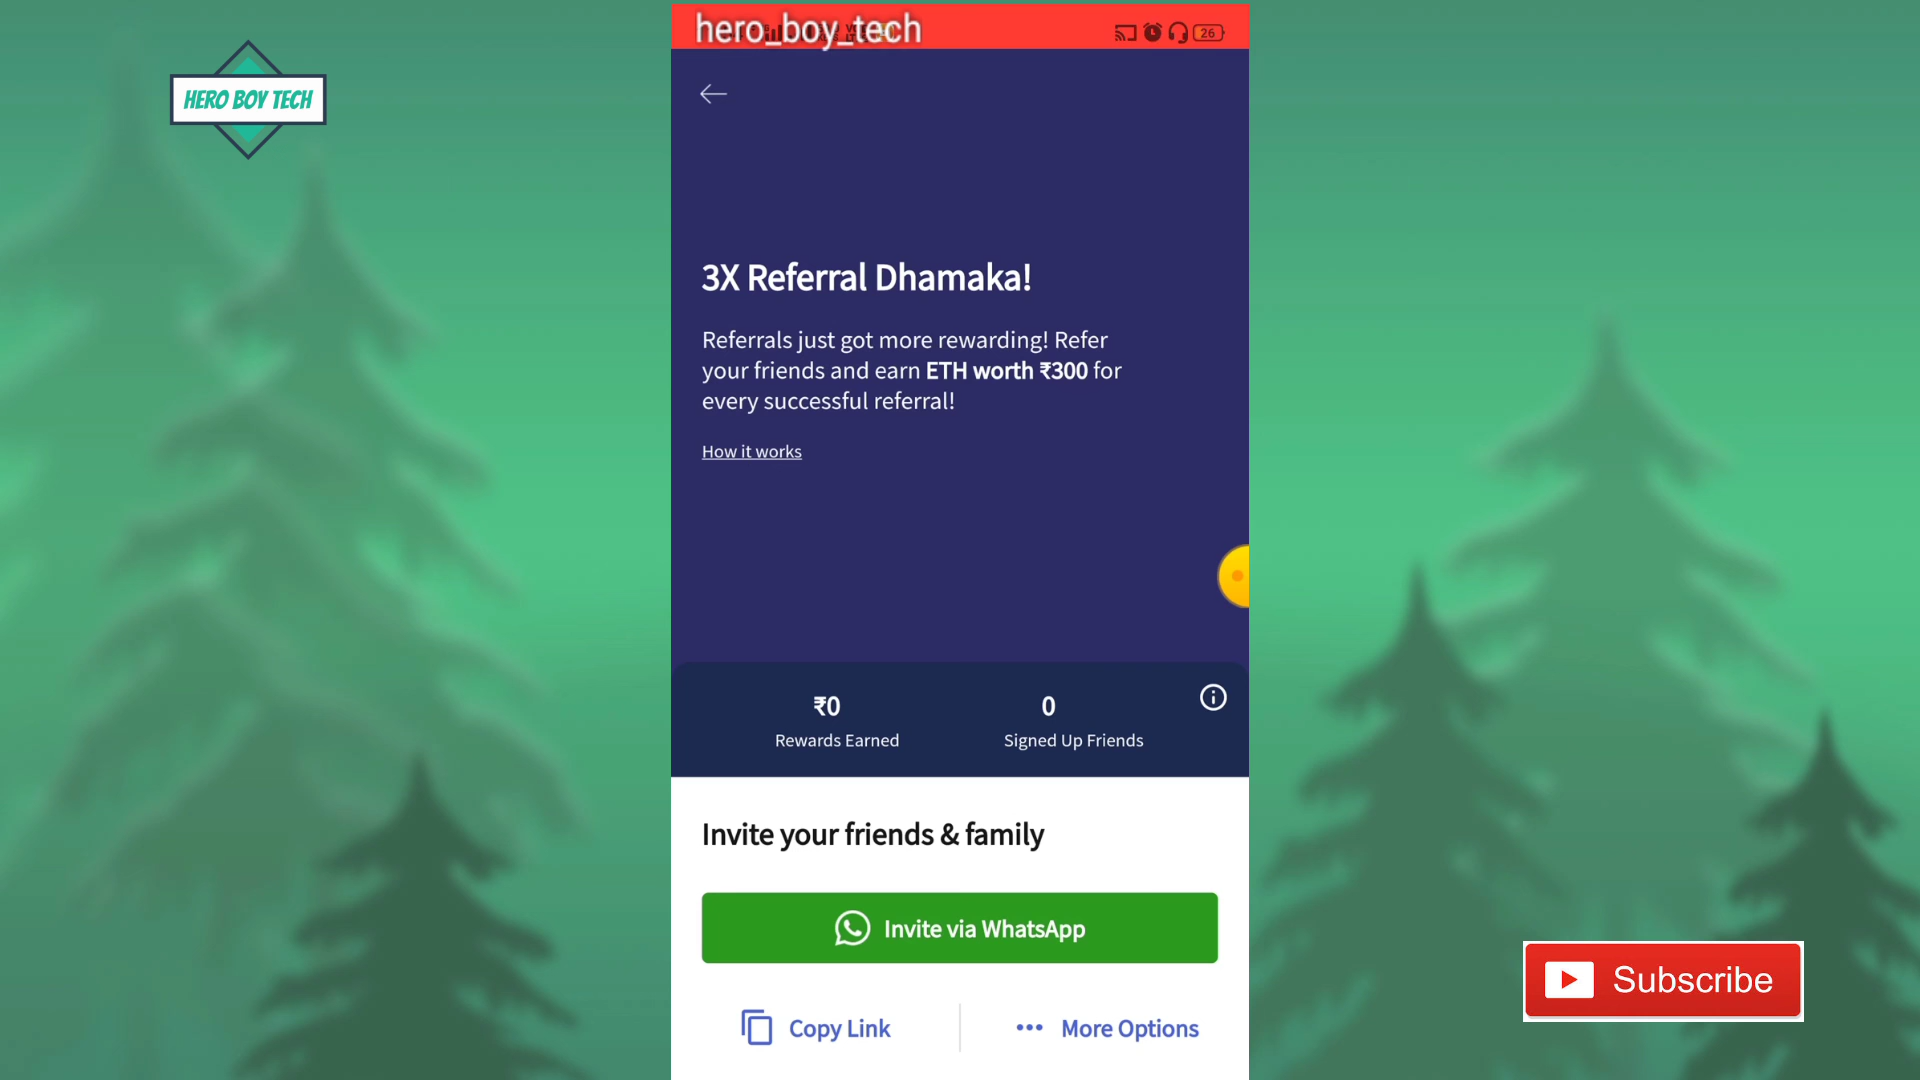 hero_boy_tech
26
HERO BOY TECH
3X Referral Dhamaka!
Referrals just got more rewarding! Refer
your friends and earn ETH worth ₹300 for
every successful referral!
How it works
₹0
0
Rewards Earned
Signed Up Friends
Invite your friends & family
Invite via WhatsApp
Copy Link
More Options
Subscribe